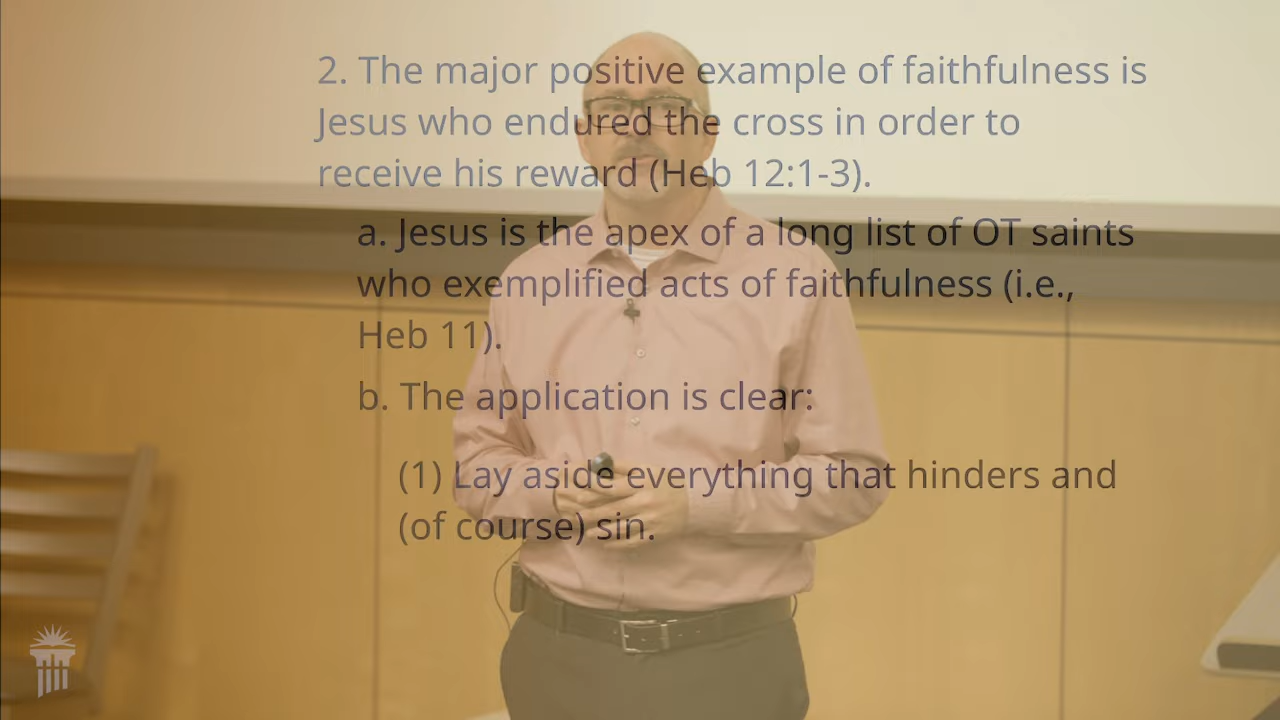 2. The major positive example of faithfulness is
Jesus who endured the cross in order to
receive his reward (Heb 12:1-3).
a. Jesus is the apex of a long list of OT saints
who exemplified acts of faithfulness (i.e.,
Heb 11).
b. The application is clear:
(1) Lay aside everything that hinders and
(of course) sin.